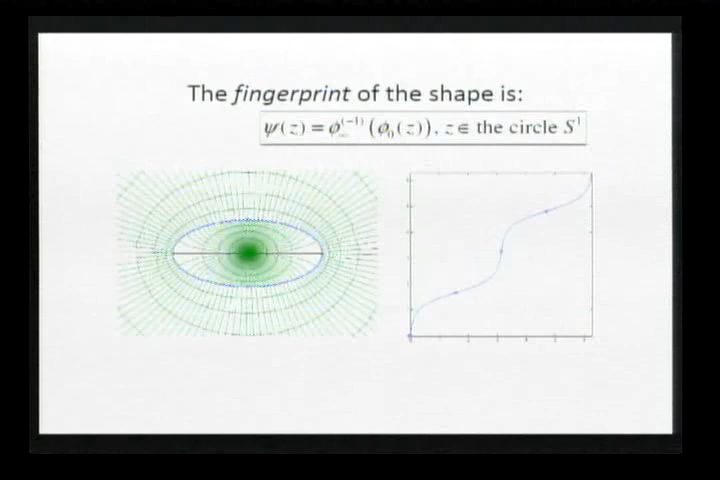 The fingerprint of the shape is:
ψ(z) = ϕ∞⁽⁻¹⁾ (ϕ₀(z)), z ∈ the circle S¹